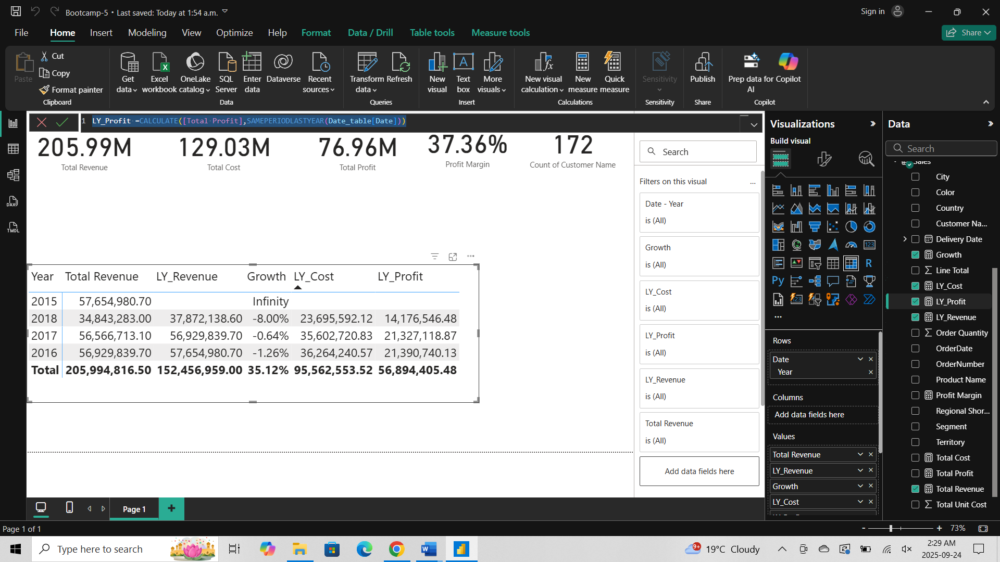 Bootcamp-5 • Last saved: Today at 1:54 a.m.
Sign in
File Home Insert Modeling View Optimize Help Format Data / Drill Table tools Measure tools
Share
Paste
Cut
Copy
Format painter
Clipboard
Get data
Excel workbook
OneLake catalog
SQL Server
Enter data
Dataverse
Recent sources
Data
Transform data
Refresh
Queries
New visual
Text box
More visuals
Insert
New visual calculation
New measure
Quick measure
Calculations
Sensitivity
Sensitivity
Publish
Share
Prep data for AI
Copilot
Copilot
1 LY_Profit =CALCULATE([Total Profit],SAMEPERIODLASTYEAR(Date_table[Date]))
205.99M
Total Revenue
129.03M
Total Cost
76.96M
Total Profit
37.36%
Profit Margin
172
Count of Customer Name
Year Total Revenue LY_Revenue Growth LY_Cost LY_Profit
2015 57,654,980.70 Infinity
2018 34,843,283.00 37,872,138.60 -8.00% 23,695,592.12 14,176,546.48
2017 56,566,713.10 56,929,839.70 -0.64% 35,602,720.83 21,327,118.87
2016 56,929,839.70 57,654,980.70 -1.26% 36,264,240.57 21,390,740.13
Total 205,994,816.50 152,456,959.00 35.12% 95,562,553.52 56,894,405.48
Search
Filters on this visual ...
Date - Year
is (All)
Growth
is (All)
LY_Cost
is (All)
LY_Profit
is (All)
LY_Revenue
is (All)
Total Revenue
is (All)
Add data fields here
Visualizations
Build visual
123
R
Py
...
Rows
Date
Year
Columns
Add data fields here
Values
Total Revenue
LY_Revenue
Growth
LY_Cost
Data
Search
Sales
City
Color
Country
Customer Na...
Delivery Date
Growth
Line Total
LY_Cost
LY_Profit
LY_Revenue
Order Quantity
OrderDate
OrderNumber
Product Name
Profit Margin
Regional Shor...
Segment
Territory
Total Cost
Total Profit
Total Revenue
Total Unit Cost
DAX
TMDL
Page 1
Page 1 of 1
- + 73%
Type here to search
9+
19°C Cloudy
2:29 AM
2025-09-24